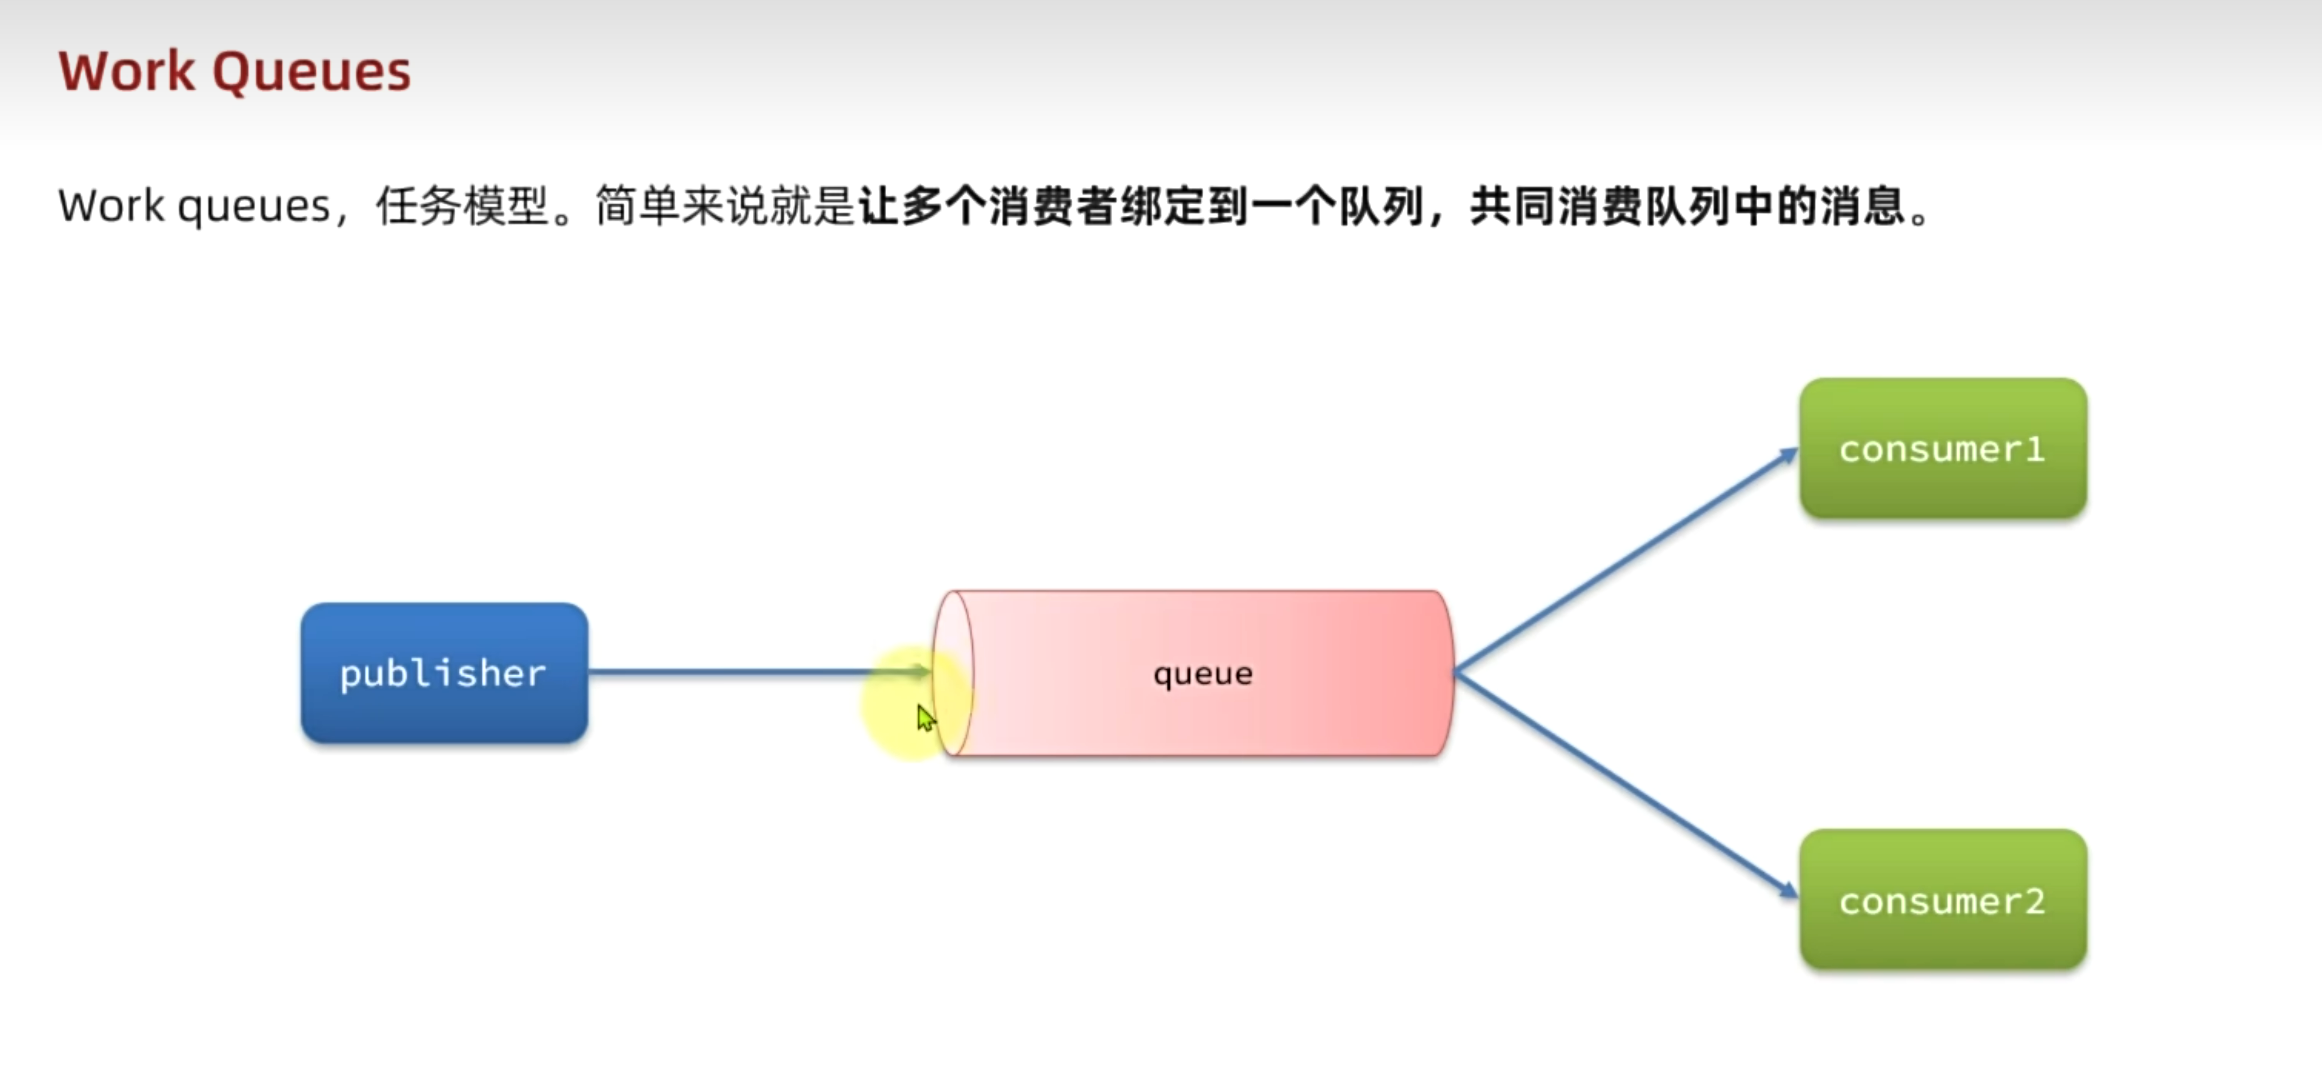 Work Queues
Work queues，任务模型。简单来说就是让多个消费者绑定到一个队列，共同消费队列中的消息。
consumer1
publisher
queue
consumer2